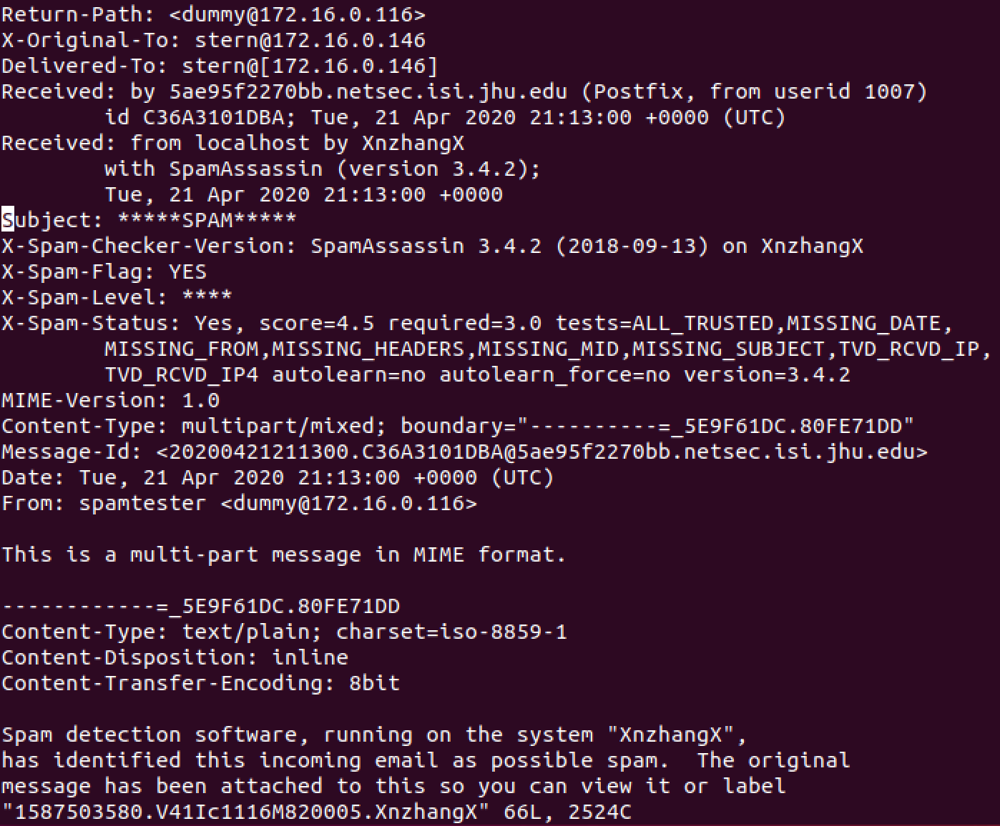 Return-Path: <dummy@172.16.0.116>
X-Original-To: stern@172.16.0.146
Delivered-To: stern@[172.16.0.146]
Received: by 5ae95f2270bb.netsec.isi.jhu.edu (Postfix, from userid 1007)
        id C36A3101DBA; Tue, 21 Apr 2020 21:13:00 +0000 (UTC)
Received: from localhost by XnzhangX
        with SpamAssassin (version 3.4.2);
        Tue, 21 Apr 2020 21:13:00 +0000
Subject: *****SPAM*****
X-Spam-Checker-Version: SpamAssassin 3.4.2 (2018-09-13) on XnzhangX
X-Spam-Flag: YES
X-Spam-Level: ****
X-Spam-Status: Yes, score=4.5 required=3.0 tests=ALL_TRUSTED,MISSING_DATE,
        MISSING_FROM,MISSING_HEADERS,MISSING_MID,MISSING_SUBJECT,TVD_RCVD_IP,
        TVD_RCVD_IP4 autolearn=no autolearn_force=no version=3.4.2
MIME-Version: 1.0
Content-Type: multipart/mixed; boundary="----------=_5E9F61DC.80FE71DD"
Message-Id: <20200421211300.C36A3101DBA@5ae95f2270bb.netsec.isi.jhu.edu>
Date: Tue, 21 Apr 2020 21:13:00 +0000 (UTC)
From: spamtester <dummy@172.16.0.116>

This is a multi-part message in MIME format.

------------=_5E9F61DC.80FE71DD
Content-Type: text/plain; charset=iso-8859-1
Content-Disposition: inline
Content-Transfer-Encoding: 8bit

Spam detection software, running on the system "XnzhangX",
has identified this incoming email as possible spam.  The original
message has been attached to this so you can view it or label
"1587503580.V41Ic1116M820005.XnzhangX" 66L, 2524C